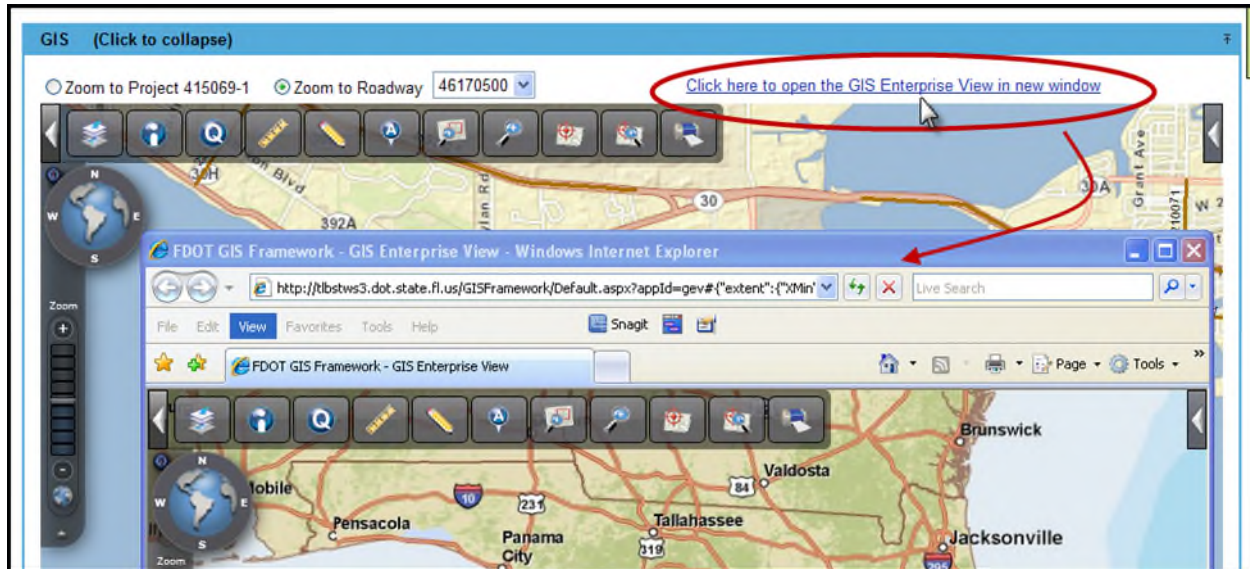 GIS (Click to collapse)
Zoom to Project 415069-1 Zoom to Roadway 46170500 Click here to open the GIS Enterprise View in new window
Q A
N
W E
S
30H
Blvd
392A
30
30A
Grant Ave
W 2
Zoom
FDOT GIS Framework - GIS Enterprise View - Windows Internet Explorer
http://tlbstws3.dot.state.fl.us/GISFramework/Default.aspx?appId=gev#{"extent":{"XMin" Live Search
File Edit View Favorites Tools Help Snagit
FDOT GIS Framework - GIS Enterprise View Page Tools
Q A
Brunswick
N
W E
S
Valdosta
84
10
231
Pensacola
Tallahassee
319
Panama
City
Jacksonville
295
Zoom